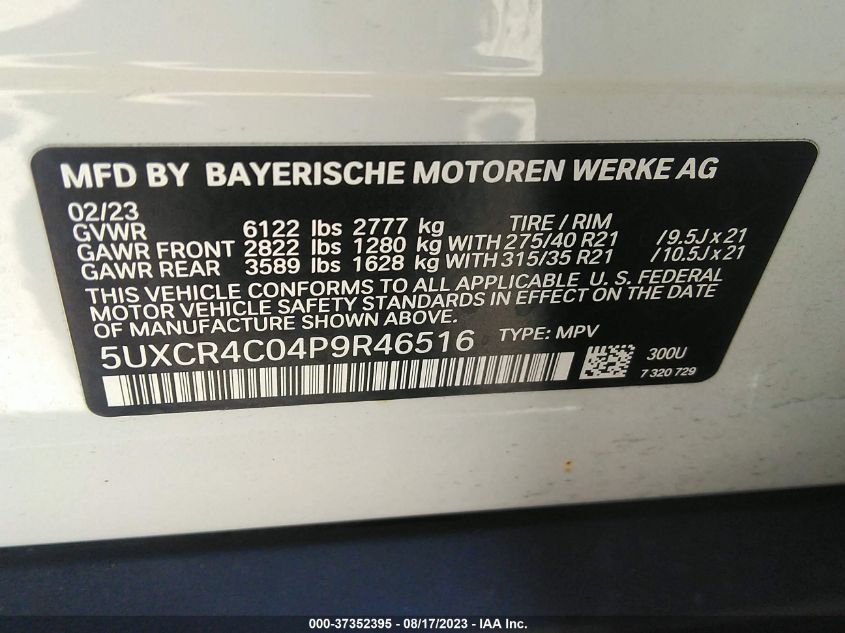 MFD BY BAYERISCHE MOTOREN WERKE AG
02/23
GVWR 6122 lbs 2777 kg TIRE / RIM
GAWR FRONT 2822 lbs 1280 kg WITH 275/40 R21 /9.5J x 21
GAWR REAR 3589 lbs 1628 kg WITH 315/35 R21 /10.5J x 21
THIS VEHICLE CONFORMS TO ALL APPLICABLE U. S. FEDERAL
MOTOR VEHICLE SAFETY STANDARDS IN EFFECT ON THE DATE
OF MANUFACTURE SHOWN ABOVE.
5UXCR4C04P9R46516 TYPE: MPV
300U
7 320 729
000-37352395 - 08/17/2023 - IAA Inc.